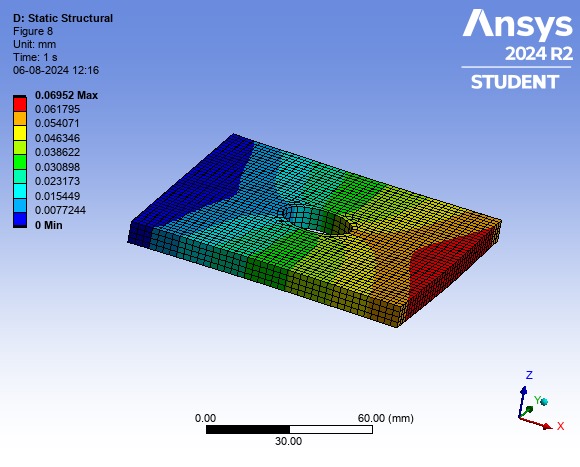 D: Static Structural
Figure 8
Unit: mm
Time: 1 s
06-08-2024 12:16
0.06952 Max
0.061795
0.054071
0.046346
0.038622
0.030898
0.023173
0.015449
0.0077244
0 Min
Ansys
2024 R2
STUDENT
0.00
60.00 (mm)
30.00
Z
Y
X